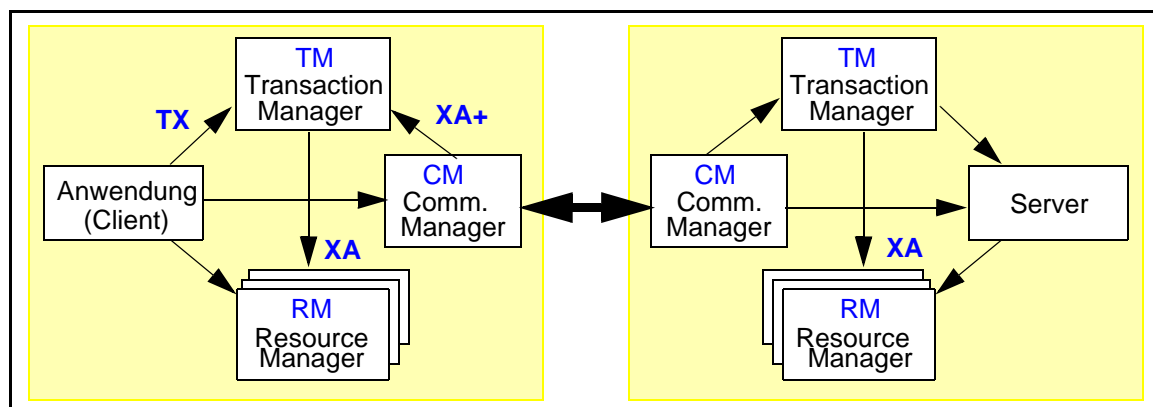 TM
Transaction
Manager
TX
XA+
Anwendung
(Client)
CM
Comm.
Manager
XA
RM
Resource
Manager
TM
Transaction
Manager
CM
Comm.
Manager
Server
XA
RM
Resource
Manager